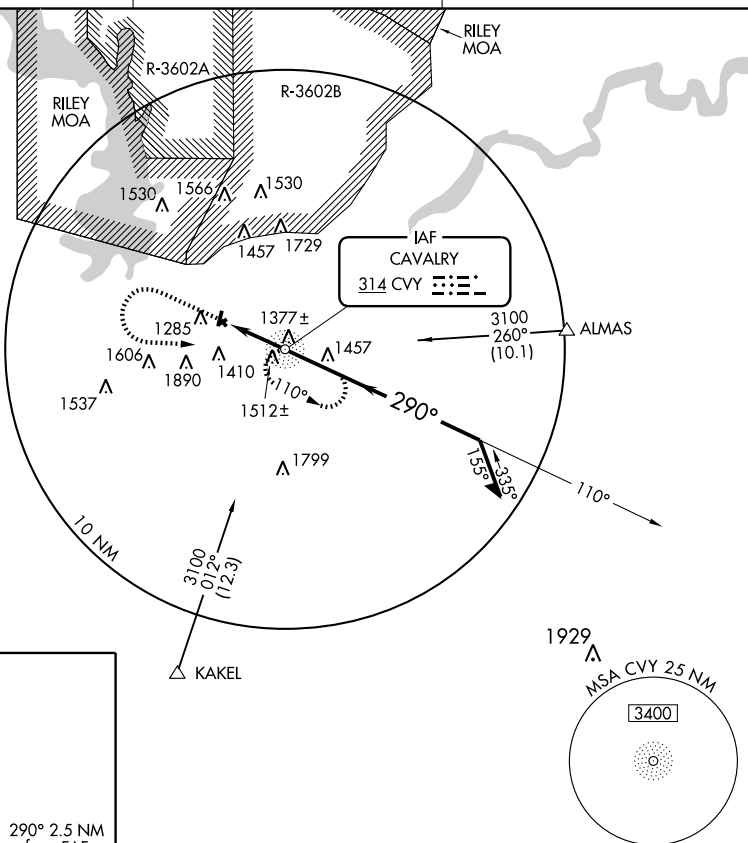 RILEY
MOA
R-3602A
R-3602B
RILEY
MOA
1530
1566
1530
1457
1729
IAF
CAVALRY
314 CVY
1285
1377±
3100
260°
(10.1)
ALMAS
1606
1890
1410
1457
1537
110°
1512±
290°
1799
155°
335°
110°
10 NM
3100
012°
(12.3)
KAKEL
1929
MSA CVY 25 NM
3400
290° 2.5 NM